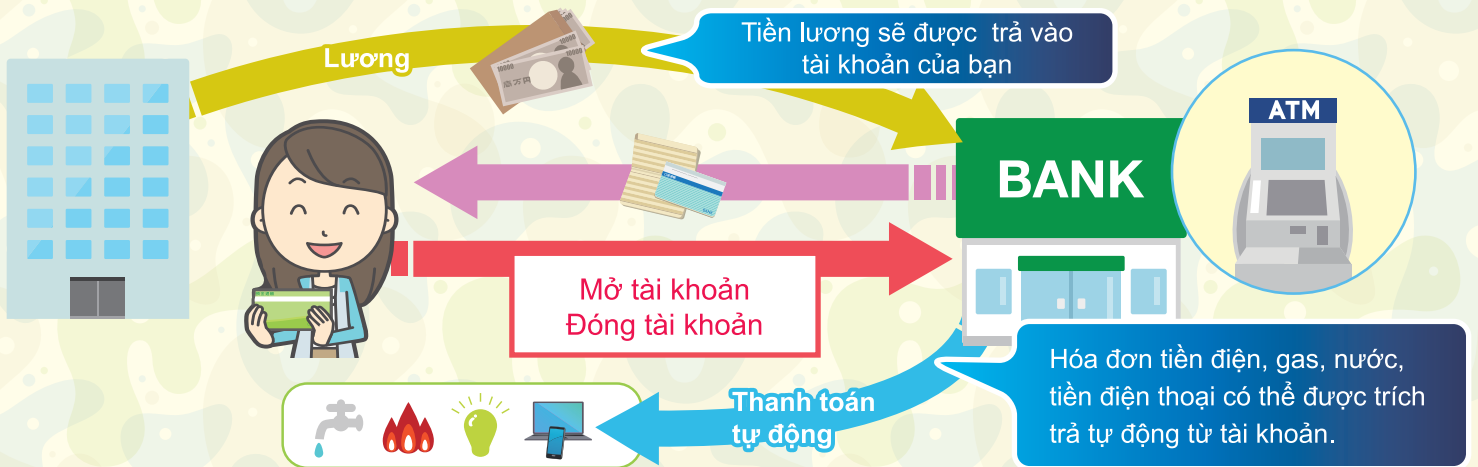 Lương
Tiền lương sẽ được trả vào
tài khoản của bạn
ATM
BANK
Mở tài khoản
Đóng tài khoản
Hóa đơn tiền điện, gas, nước,
tiền điện thoại có thể được trích
trả tự động từ tài khoản.
Thanh toán
tự động
10000
10000